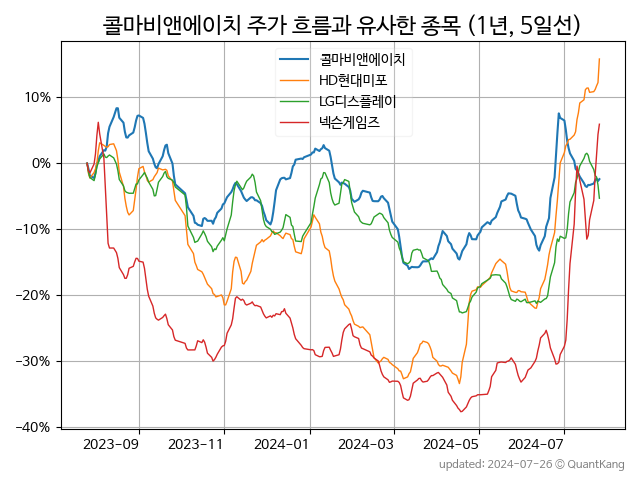 콜마비앤에이치 주가 흐름과 유사한 종목 (1년, 5일선)
콜마비앤에이치
HD현대미포
LG디스플레이
넥슨게임즈
10%
0%
−10%
−20%
−30%
−40%
2023-09 2023-11 2024-01 2024-03 2024-05 2024-07
updated: 2024-07-26 © QuantKang